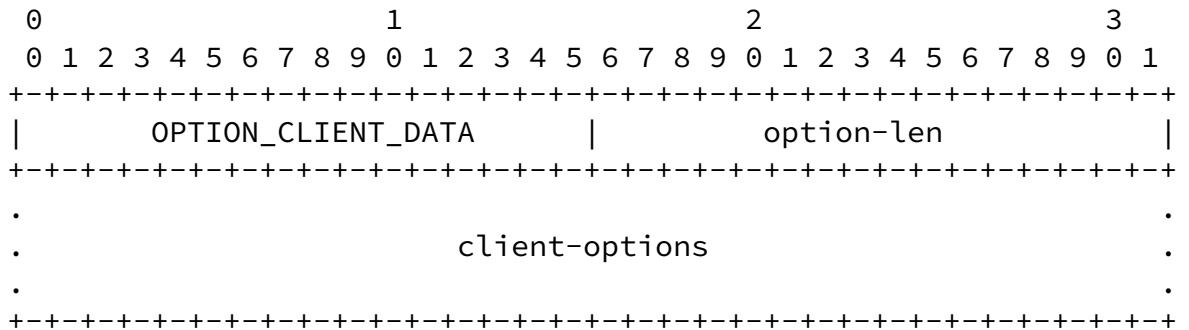 0                   1                   2                   3
 0 1 2 3 4 5 6 7 8 9 0 1 2 3 4 5 6 7 8 9 0 1 2 3 4 5 6 7 8 9 0 1
+-+-+-+-+-+-+-+-+-+-+-+-+-+-+-+-+-+-+-+-+-+-+-+-+-+-+-+-+-+-+-+-+
|       OPTION_CLIENT_DATA      |         option-len            |
+-+-+-+-+-+-+-+-+-+-+-+-+-+-+-+-+-+-+-+-+-+-+-+-+-+-+-+-+-+-+-+-+
.                                                               .
.                        client-options                         .
.                                                               .
+-+-+-+-+-+-+-+-+-+-+-+-+-+-+-+-+-+-+-+-+-+-+-+-+-+-+-+-+-+-+-+-+